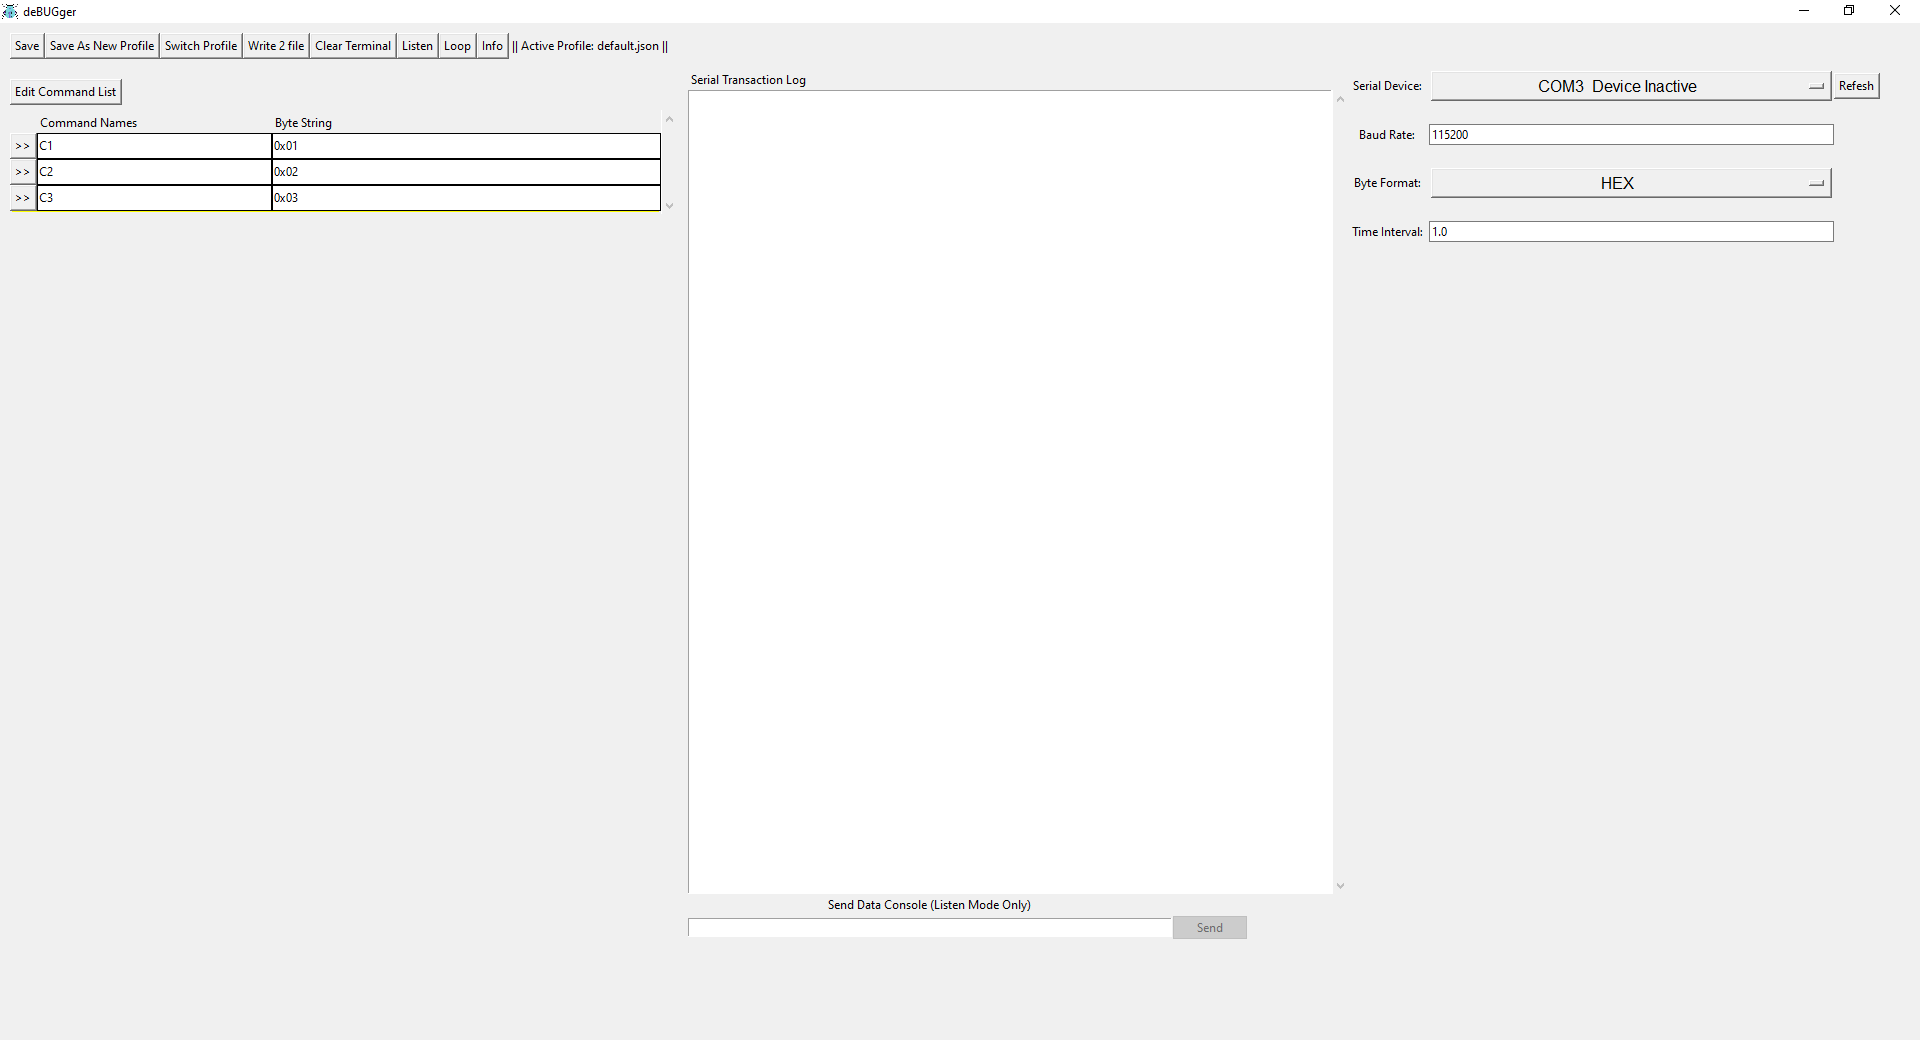 deBUGger
Save Save As New Profile Switch Profile Write 2 file Clear Terminal Listen Loop Info || Active Profile: default.json ||
Edit Command List
Command Names Byte String
>> C1 0x01
>> C2 0x02
>> C3 0x03
Serial Transaction Log
Send Data Console (Listen Mode Only)
Send
Serial Device: COM3 Device Inactive Refesh
Baud Rate: 115200
Byte Format: HEX
Time Interval: 1.0